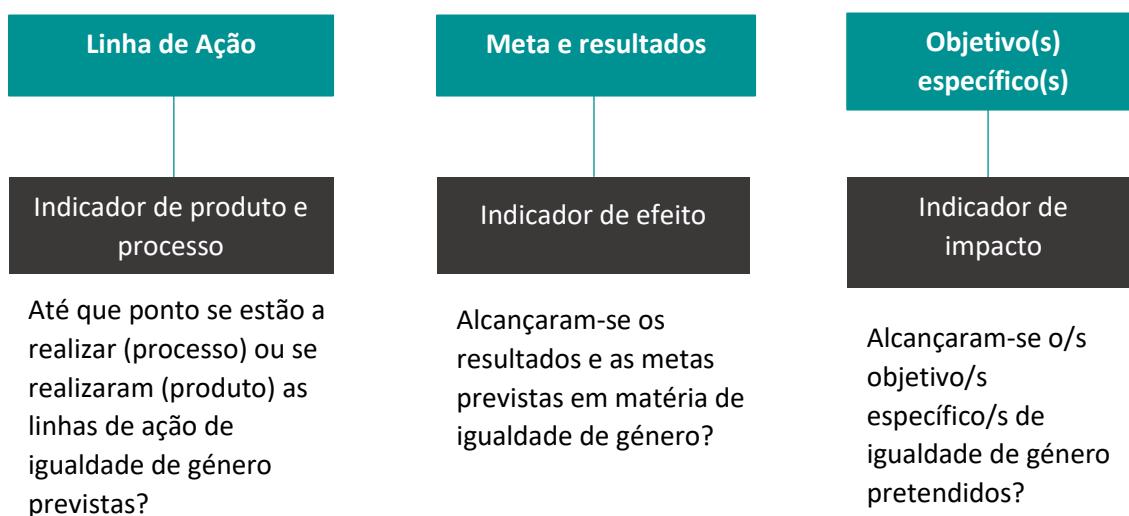 Linha de Ação
Indicador de produto e
processo
Até que ponto se estão a
realizar (processo) ou se
realizaram (produto) as
linhas de ação de
igualdade de género
previstas?
Meta e resultados
Indicador de efeito
Alcançaram-se os
resultados e as metas
previstas em matéria de
igualdade de género?
Objetivo(s)
específico(s)
Indicador de
impacto
Alcançaram-se o/s
objetivo/s
específico/s de
igualdade de género
pretendidos?